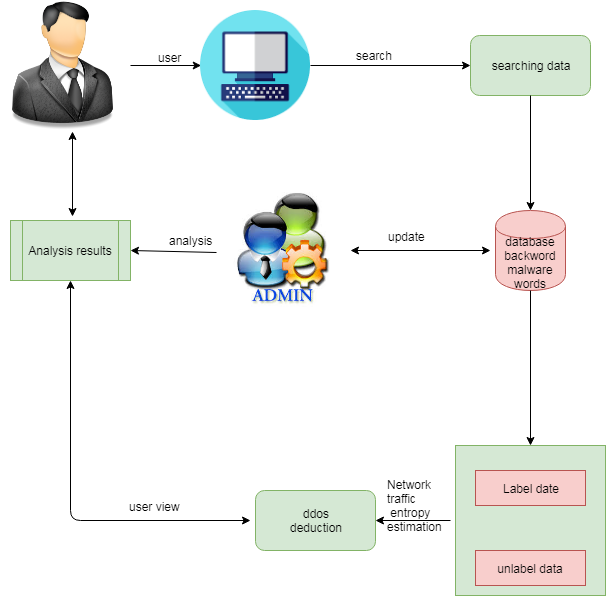 user
search
searching data
Analysis results
analysis
ADMIN
update
database
backword
malware
words
Label date
unlabel data
Network
traffic
entropy
estimation
ddos
deduction
user view